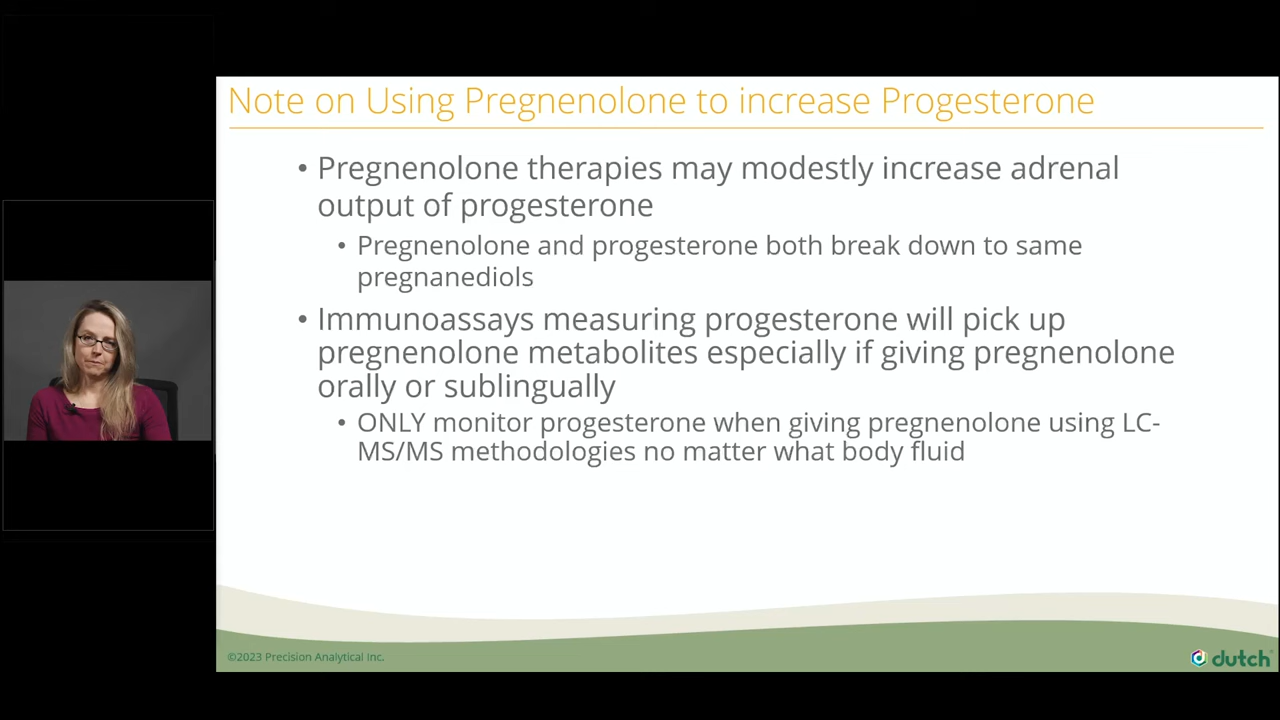 Note on Using Pregnenolone to increase Progesterone
• Pregnenolone therapies may modestly increase adrenal
output of progesterone
• Pregnenolone and progesterone both break down to same
pregnanediols
• Immunoassays measuring progesterone will pick up
pregnenolone metabolites especially if giving pregnenolone
orally or sublingually
• ONLY monitor progesterone when giving pregnenolone using LC-
MS/MS methodologies no matter what body fluid
©2023 Precision Analytical Inc.
dutch